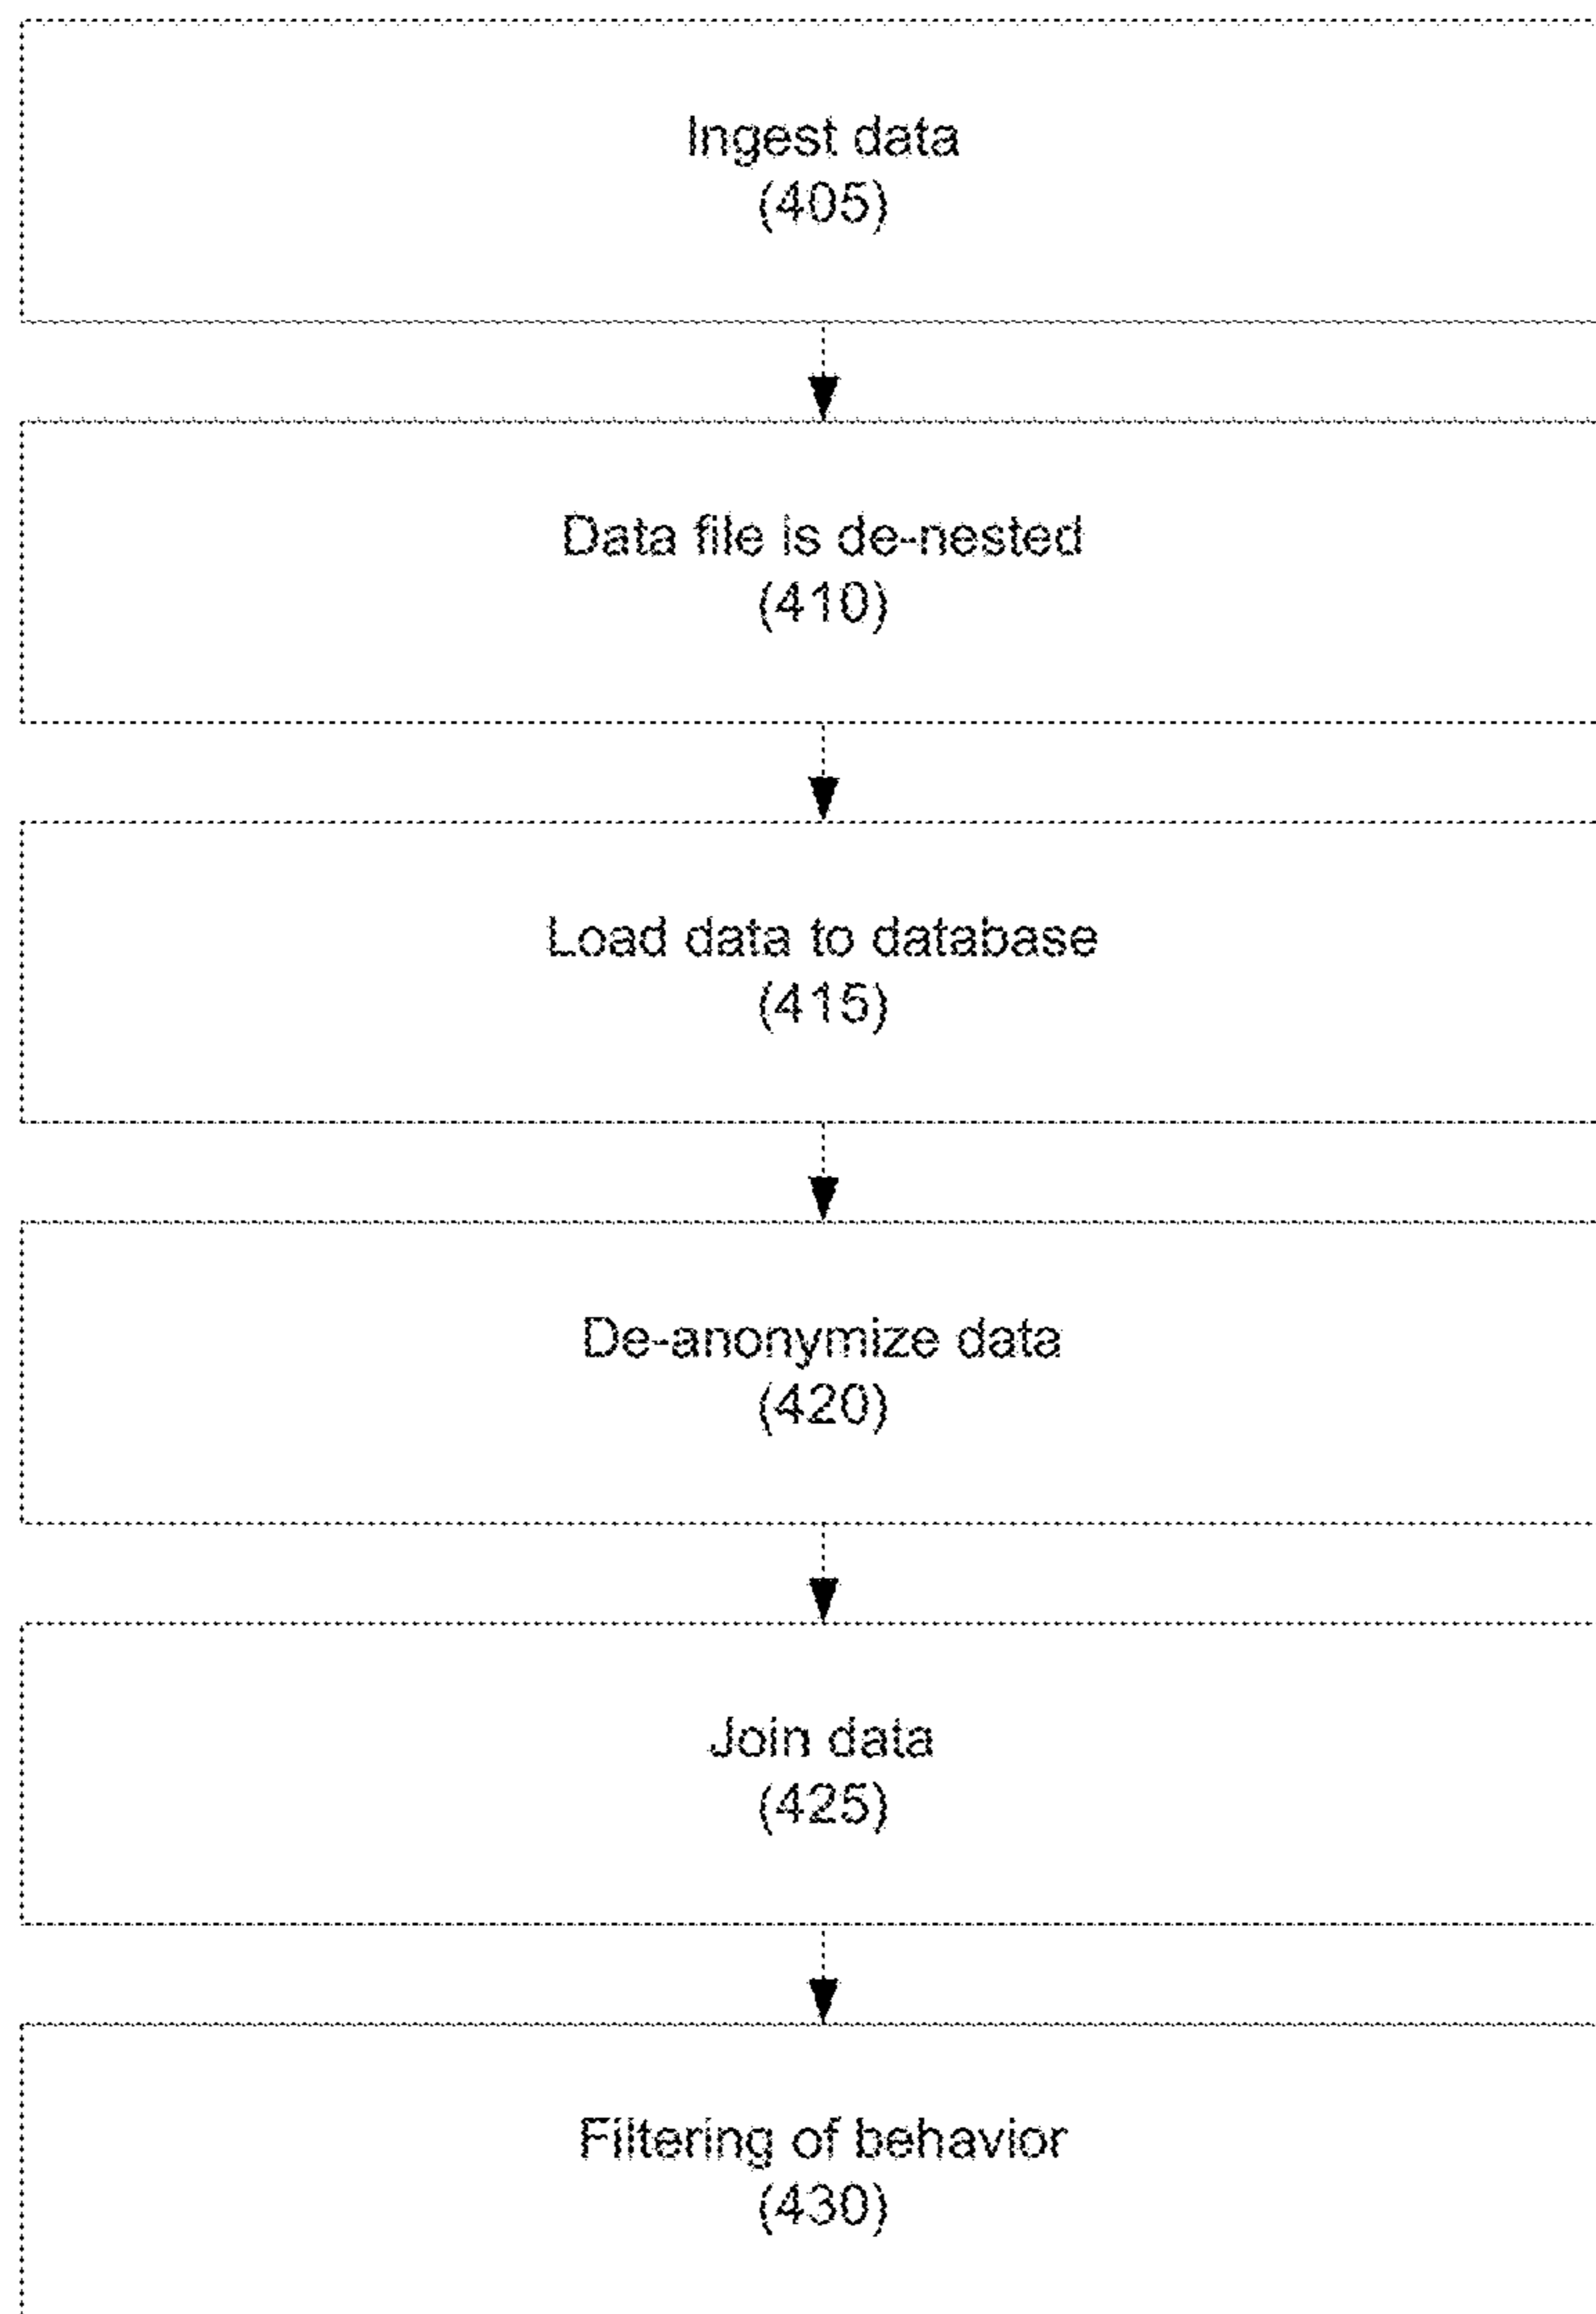 Ingest data
(405)
Data file is de-nested
(410)
Load data to database
(415)
De-anonymize data
(420)
Join data
(425)
Filtering of behavior
(430)